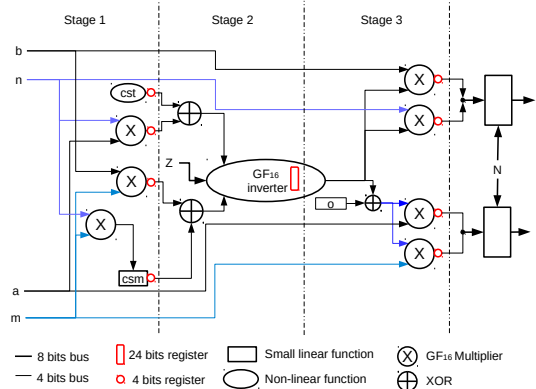 Stage 1 Stage 2 Stage 3
b
n
cst
X X
X
Z
GF16
inverter
X
N
o
X
X
X
csm
a
m
8 bits bus 24 bits register Small linear function X GF16 Multiplier
4 bits bus 4 bits register Non-linear function XOR